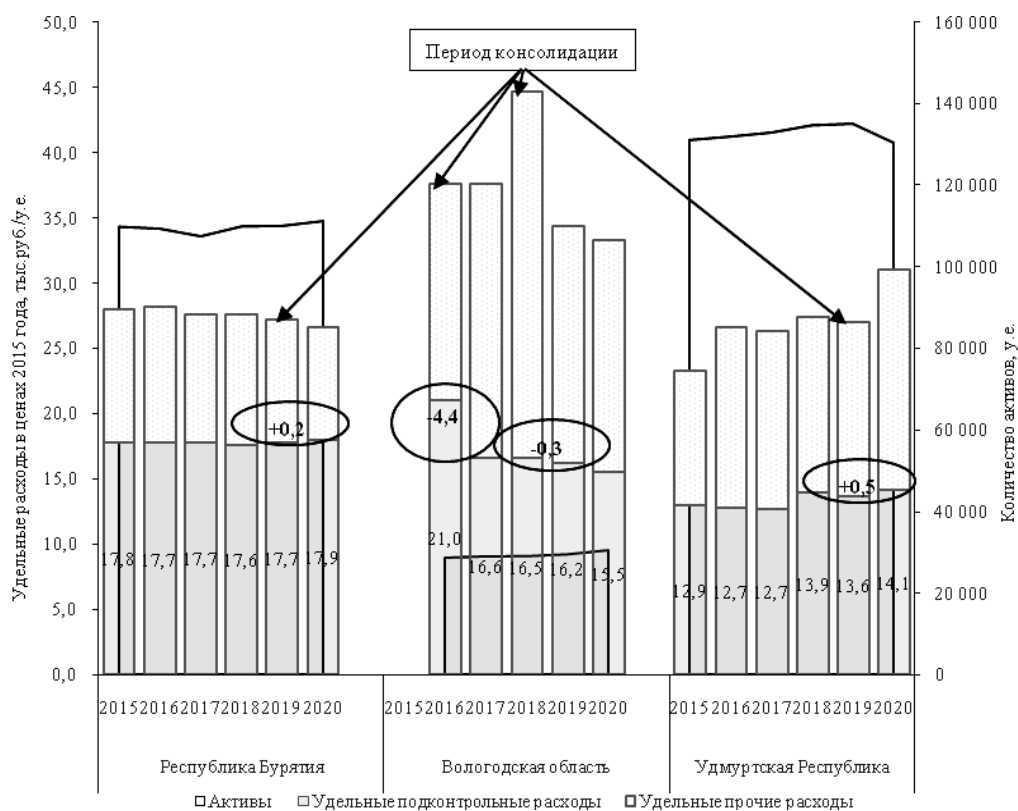 50,0
45,0
40,0
35,0
30,0
25,0
20,0
15,0
10,0
5,0
0,0
Удельные расходы в ценах 2015 года, тыс.руб./у.е.
160 000
140 000
120 000
100 000
80 000
60 000
40 000
20 000
0
Количество активов, у.е.
Период консолидации
+0,2
-4,4
-0,3
+0,5
17,8 17,7 17,7 17,6 17,7 17,9
21,0 16,6 16,5 16,2 15,5
12,9 12,7 12,7 13,9 13,6 14,1
2015 2016 2017 2018 2019 2020 2015 2016 2017 2018 2019 2020 2015 2016 2017 2018 2019 2020
Республика Бурятия Вологодская область Удмуртская Республика
Активы Удельные подконтрольные расходы Удельные прочие расходы